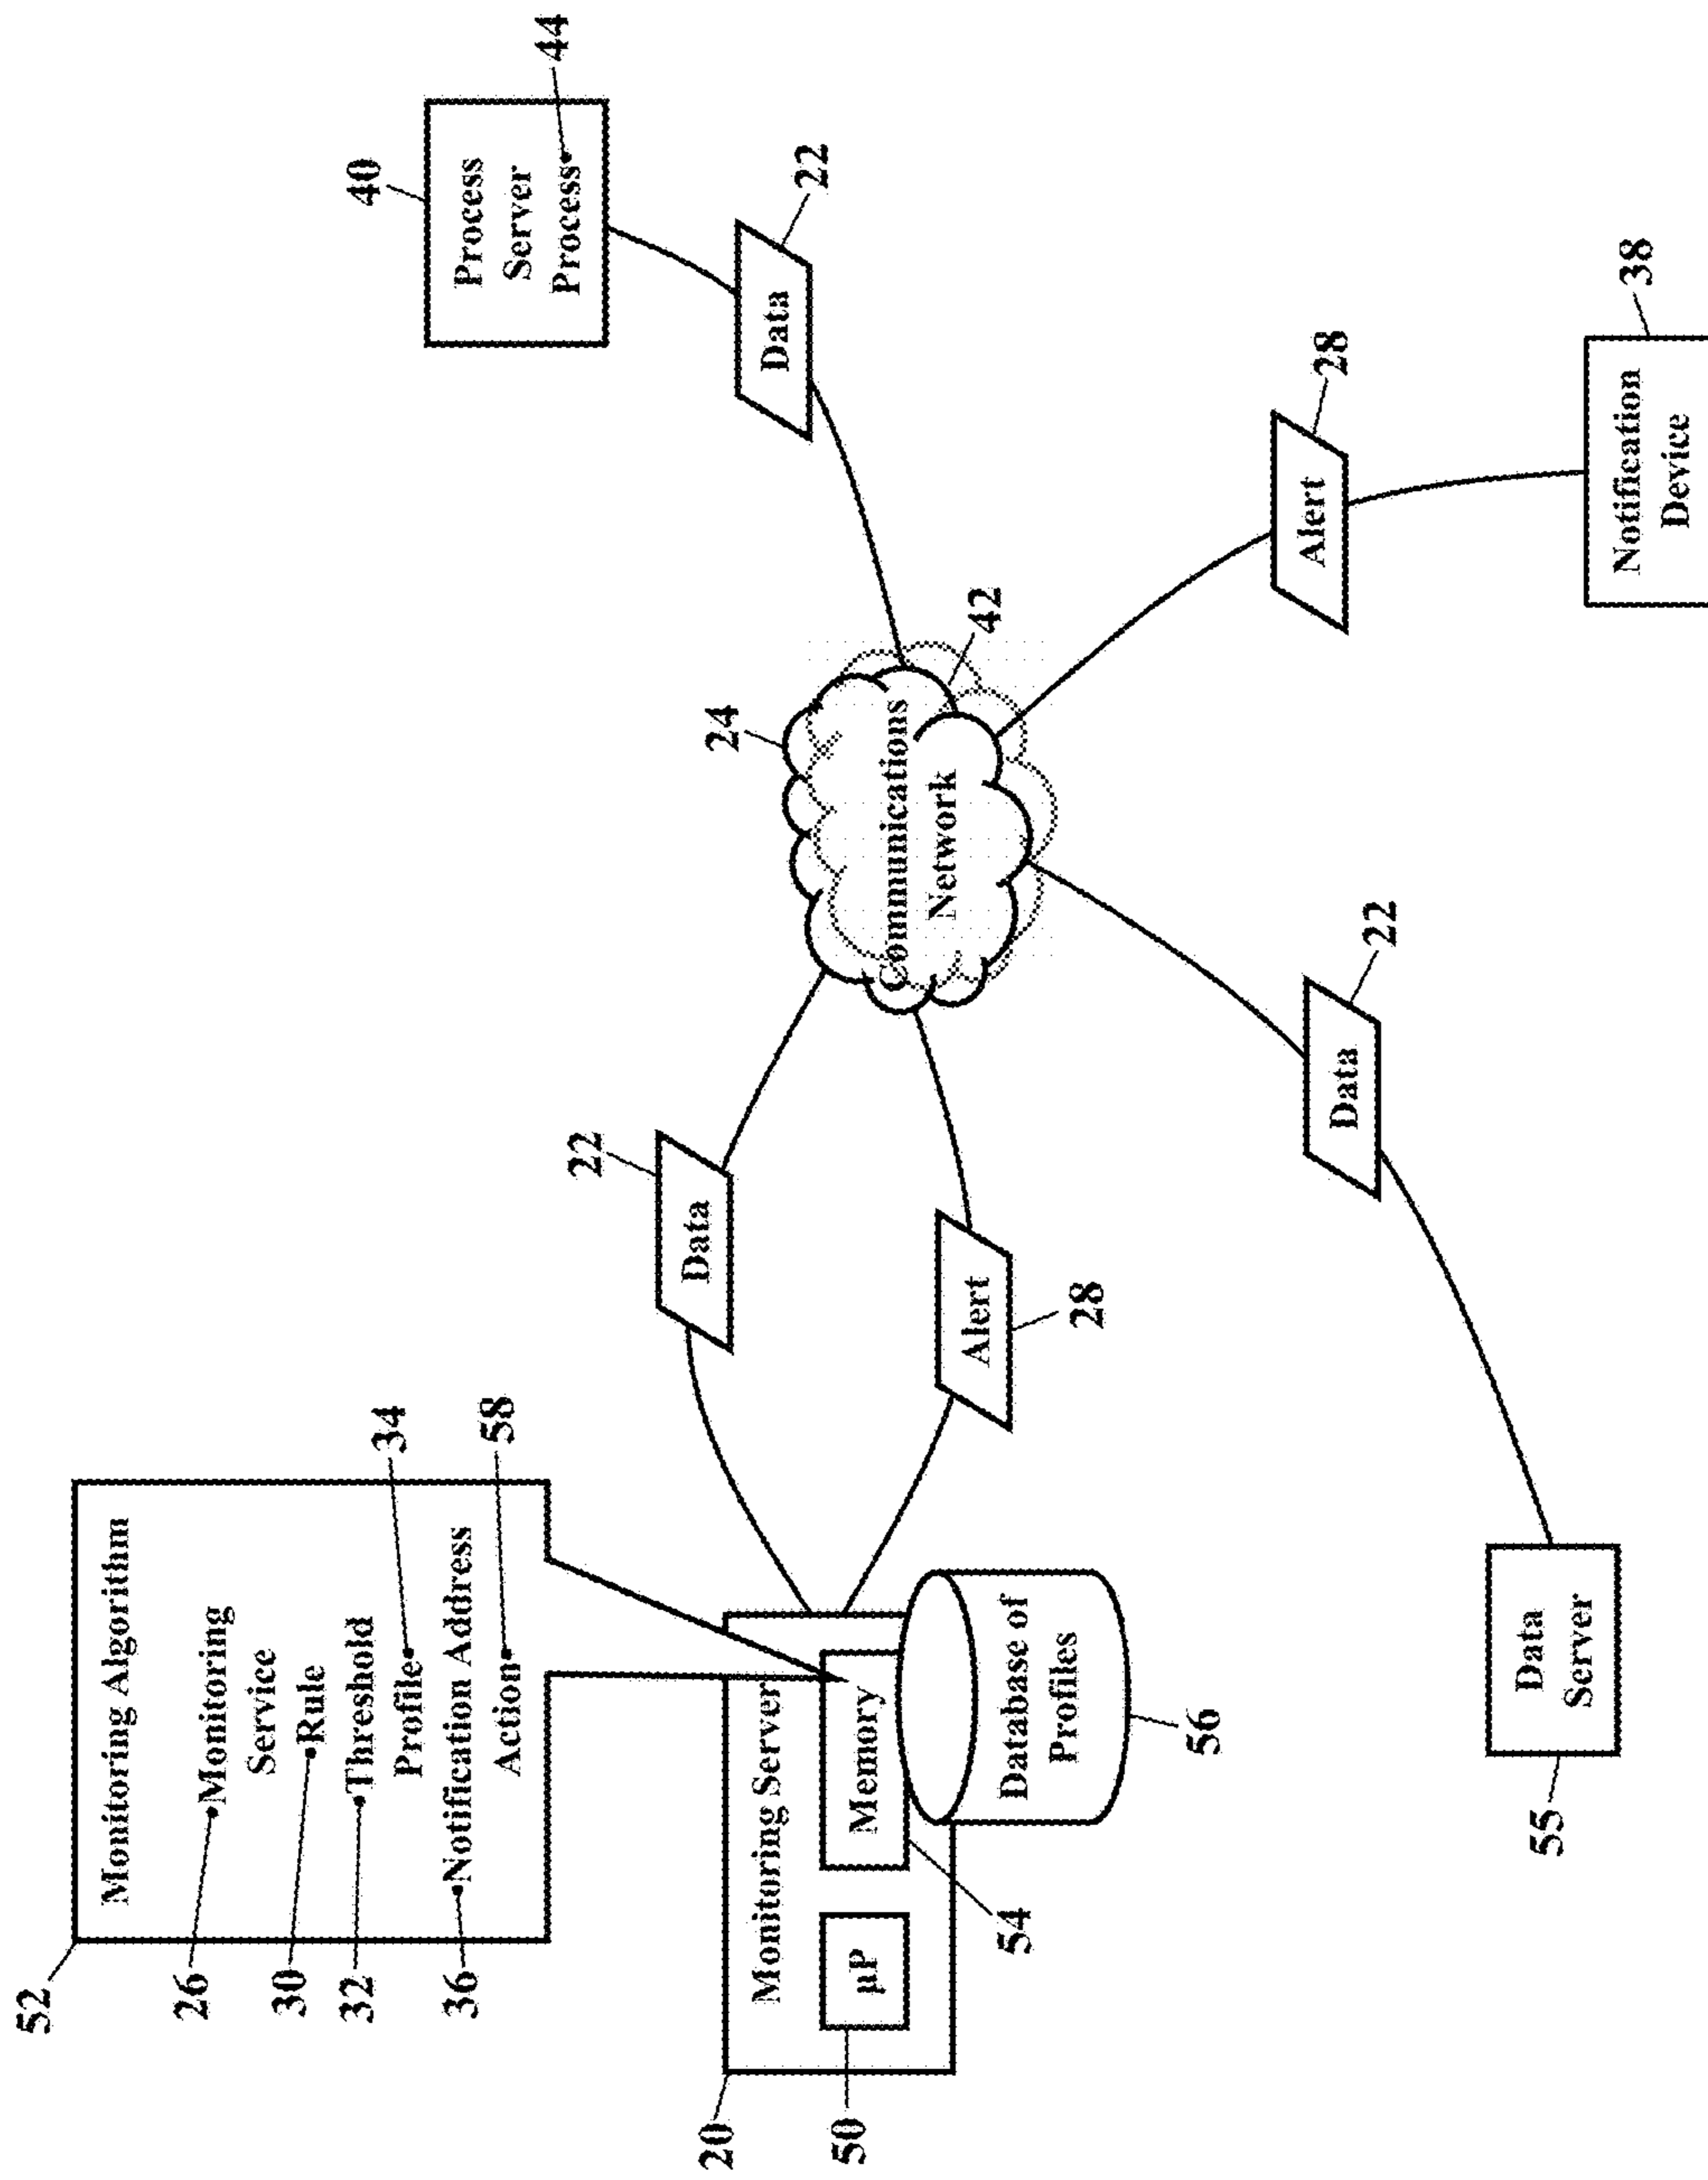 52
Monitoring Algorithm
26
Monitoring
Service
30
Rule
32
Threshold
Profile
34
36
Notification Address
Action
58
20
Monitoring Server
50
µP
Memory
54
Database of
Profiles
56
22
Data
Alert
28
24
Communications
Network
42
40
Process
Server
Process
44
Data
22
Data
22
Data
Server
55
Alert
28
Notification
Device
38